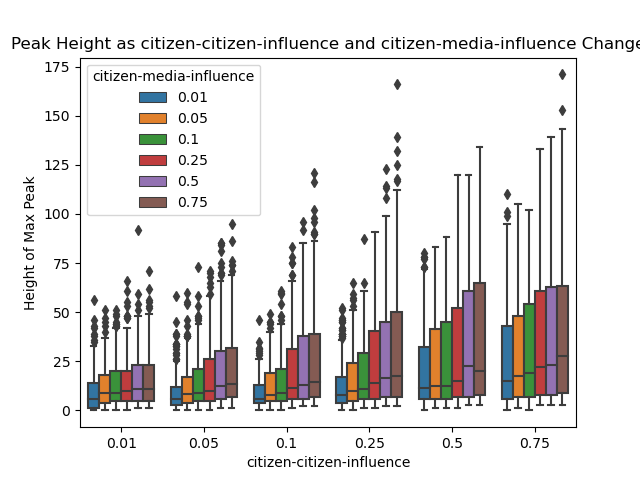 Peak Height as citizen-citizen-influence and citizen-media-influence Change
Height of Max Peak
175
150
125
100
75
50
25
0
citizen-media-influence
0.01
0.05
0.1
0.25
0.5
0.75
0.01 0.05 0.1 0.25 0.5 0.75
citizen-citizen-influence